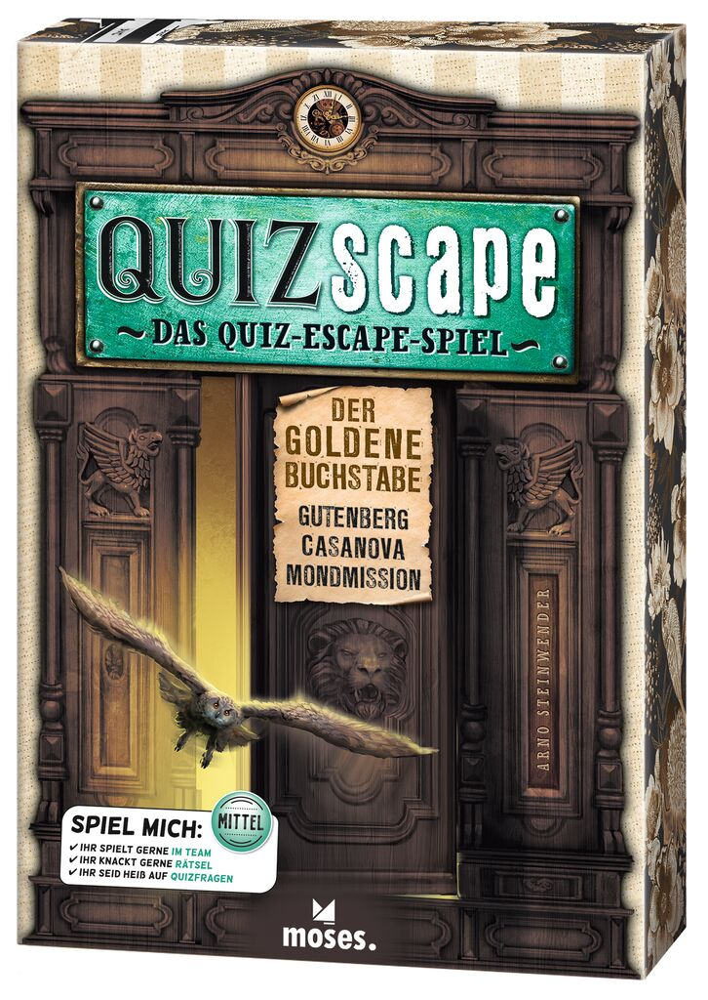 QUIZscape
~DAS QUIZ-ESCAPE-SPIEL~
DER
GOLDENE
BUCHSTABE
GUTENBERG
CASANOVA
MONDMISSION
ARNO STEINWENDER
SPIEL MICH:
MITTEL
✓ IHR SPIELT GERNE IM TEAM
✓ IHR KNACKT GERNE RÄTSEL
✓ IHR SEID HEIß AUF QUIZFRAGEN
moses.